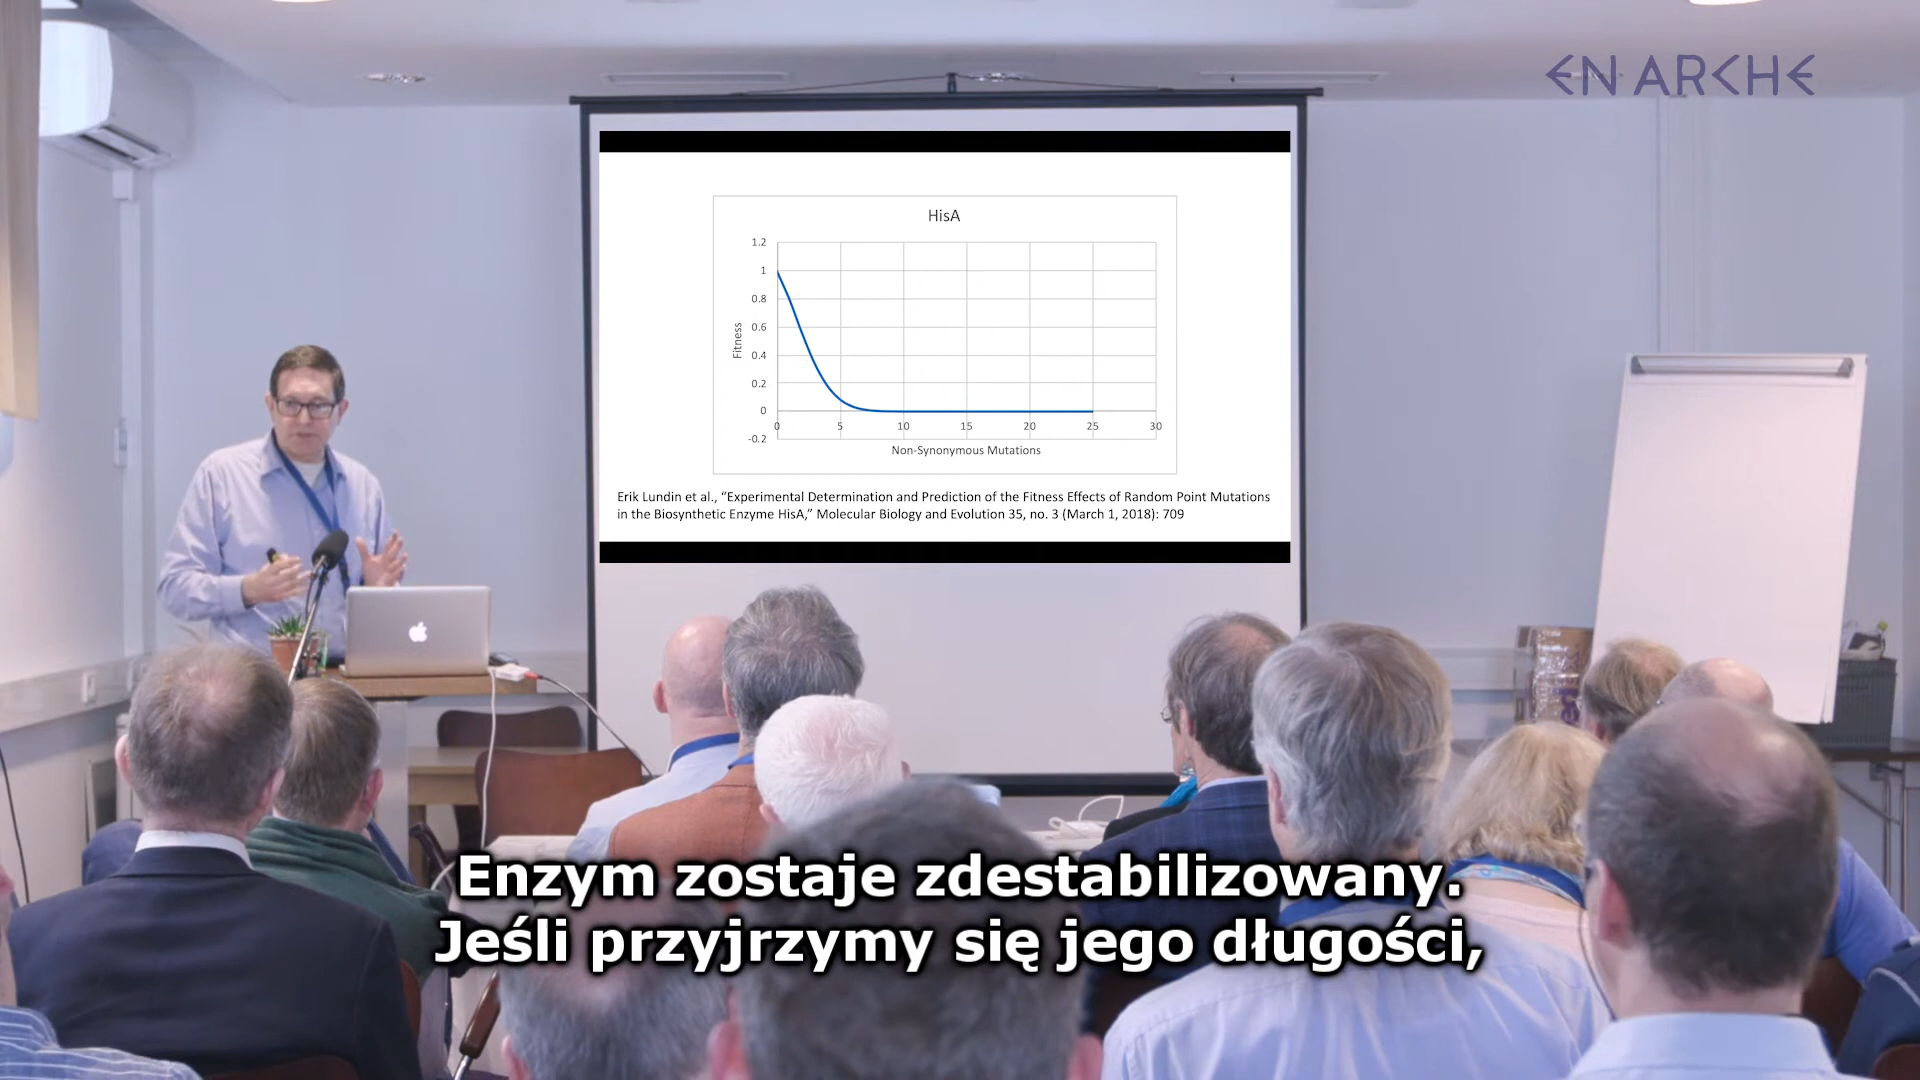 EN ARCHE
HisA
1.2
1
0.8
0.6
0.4
0.2
0
-0.2
Fitness
0 5 10 15 20 25 30
Non-Synonymous Mutations
Erik Lundin et al., “Experimental Determination and Prediction of the Fitness Effects of Random Point Mutations
in the Biosynthetic Enzyme HisA,” Molecular Biology and Evolution 35, no. 3 (March 1, 2018): 709
Enzym zostaje zdestabilizowany.
Jeśli przyjrzymy się jego długości,